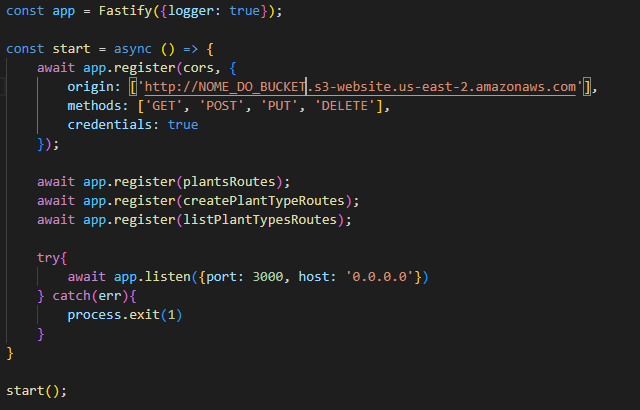 const app = Fastify({logger: true});
const start = async () => {
await app.register(cors, {
origin: ['http://NOME_DO_BUCKET.s3-website.us-east-2.amazonaws.com'],
methods: ['GET', 'POST', 'PUT', 'DELETE'],
credentials: true
});
await app.register(plantsRoutes);
await app.register(createPlantTypeRoutes);
await app.register(listPlantTypesRoutes);
try{
await app.listen({port: 3000, host: '0.0.0.0'})
} catch(err){
process.exit(1)
}
}
start();